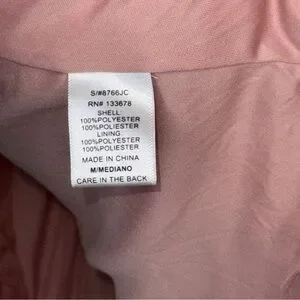 S/#8766JC
RN# 133678
SHELL:
100%POLYESTER
100%POLIESTER
LINING:
100%POLYESTER
100%POLIESTER
MADE IN CHINA
M/MEDIANO
CARE IN THE BACK